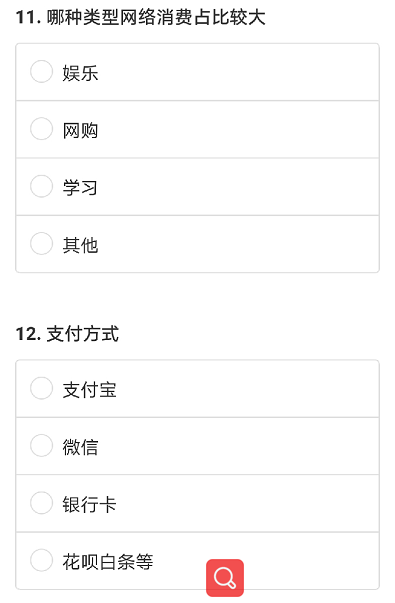 11. 哪种类型网络消费占比较大
娱乐
网购
学习
其他
12. 支付方式
支付宝
微信
银行卡
花呗白条等